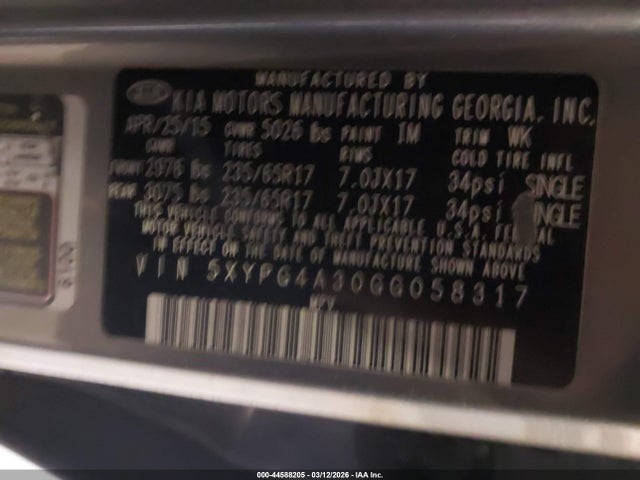 MANUFACTURED BY
KIA MOTORS MANUFACTURING GEORGIA, INC.
APR/25/15 GVWR 5026 lbs PAINT IM TRIM WK
GAWR TIRES RIMS COLD TIRE INFL
FRONT 2976 lbs 235/65R17 7.0JX17 34psi SINGLE
REAR 3075 lbs 235/65R17 7.0JX17 34psi
THIS VEHICLE CONFORMS TO ALL APPLICABLE U.S.A. FEDERAL
MOTOR VEHICLE SAFETY AND THEFT PREVENTION STANDARDS
IN EFFECT ON THE DATE OF MANUFACTURE SHOWN ABOVE
VIN 5XYPG4A30GG058317
MPV
000-44588205 - 03/12/2026 - IAA Inc.